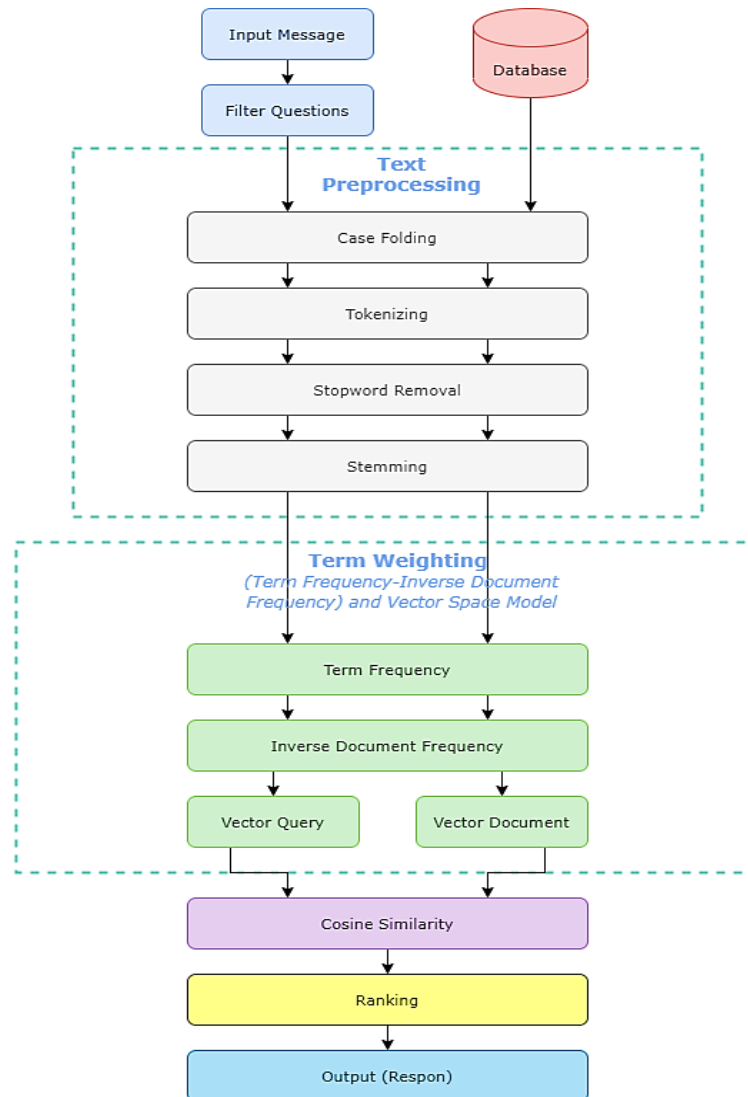 Input Message
Database
Filter Questions
Text
Preprocessing
Case Folding
Tokenizing
Stopword Removal
Stemming
Term Weighting
(Term Frequency-Inverse Document
Frequency) and Vector Space Model
Term Frequency
Inverse Document Frequency
Vector Query
Vector Document
Cosine Similarity
Ranking
Output (Respon)